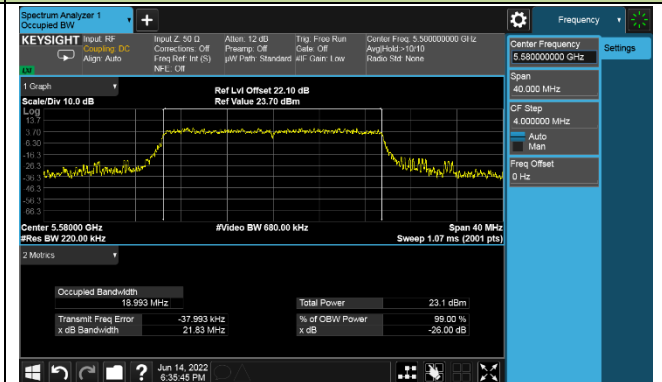 Spectrum Analyzer 1
Occupied BW
+
Frequency
KEYSIGHT
Input: RF
Coupling: DC
Align: Auto
Input Z: 50 Ω
Corrections: Off
Freq Ref: Int (S)
NFE: Off
Atten: 12 dB
Preamp: Off
µW Path: Standard
Trig: Free Run
Gate: Off
#IF Gain: Low
Center Freq: 5.580000000 GHz
Avg|Hold:>10/10
Radio Std: None
Center Frequency
5.580000000 GHz
Settings
Span
40.000 MHz
CF Step
4.000000 MHz
Auto
Man
Freq Offset
0 Hz
1 Graph
Scale/Div 10.0 dB
Ref Lvl Offset 22.10 dB
Ref Value 23.70 dBm
Log
13.7
3.70
-6.30
-16.3
-26.3
-36.3
-46.3
-56.3
-66.3
Center 5.58000 GHz
#Video BW 680.00 kHz
Span 40 MHz
#Res BW 220.00 kHz
Sweep 1.07 ms (2001 pts)
2 Metrics
Occupied Bandwidth
18.993 MHz
Total Power 23.1 dBm
Transmit Freq Error -37.993 kHz
% of OBW Power 99.00 %
x dB Bandwidth 21.83 MHz
x dB -26.00 dB
?
Jun 14, 2022
6:35:45 PM